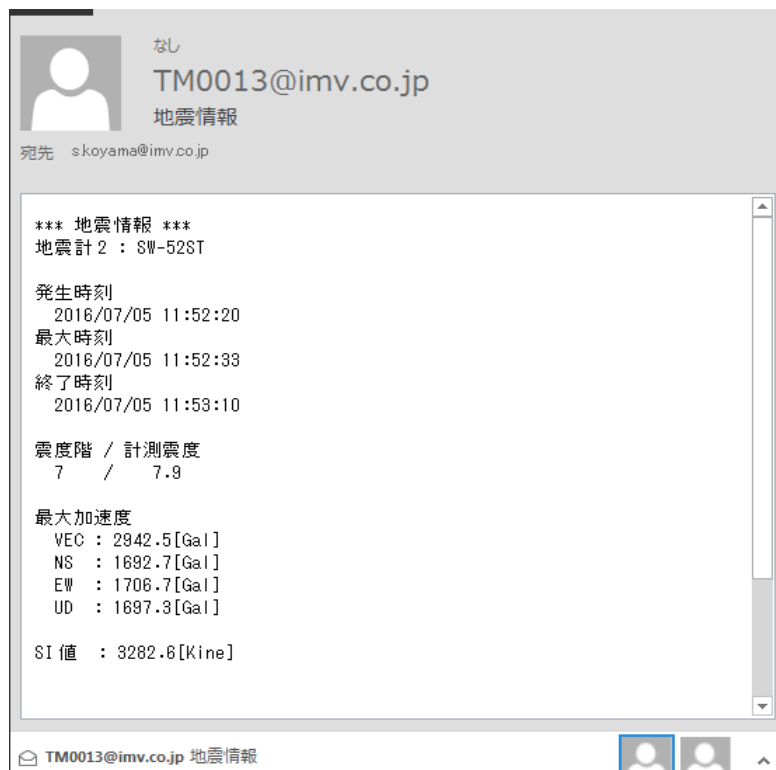 なし
TM0013@imv.co.jp
地震情報
宛先 s.koyama@imv.co.jp
*** 地震情報 ***
地震計2 : SW-52ST
発生時刻
2016/07/05 11:52:20
最大時刻
2016/07/05 11:52:33
終了時刻
2016/07/05 11:53:10
震度階 / 計測震度
7 / 7.9
最大加速度
VEC : 2942.5[Gal]
NS : 1692.7[Gal]
EW : 1706.7[Gal]
UD : 1697.3[Gal]
SI値 : 3282.6[Kine]
TM0013@imv.co.jp 地震情報